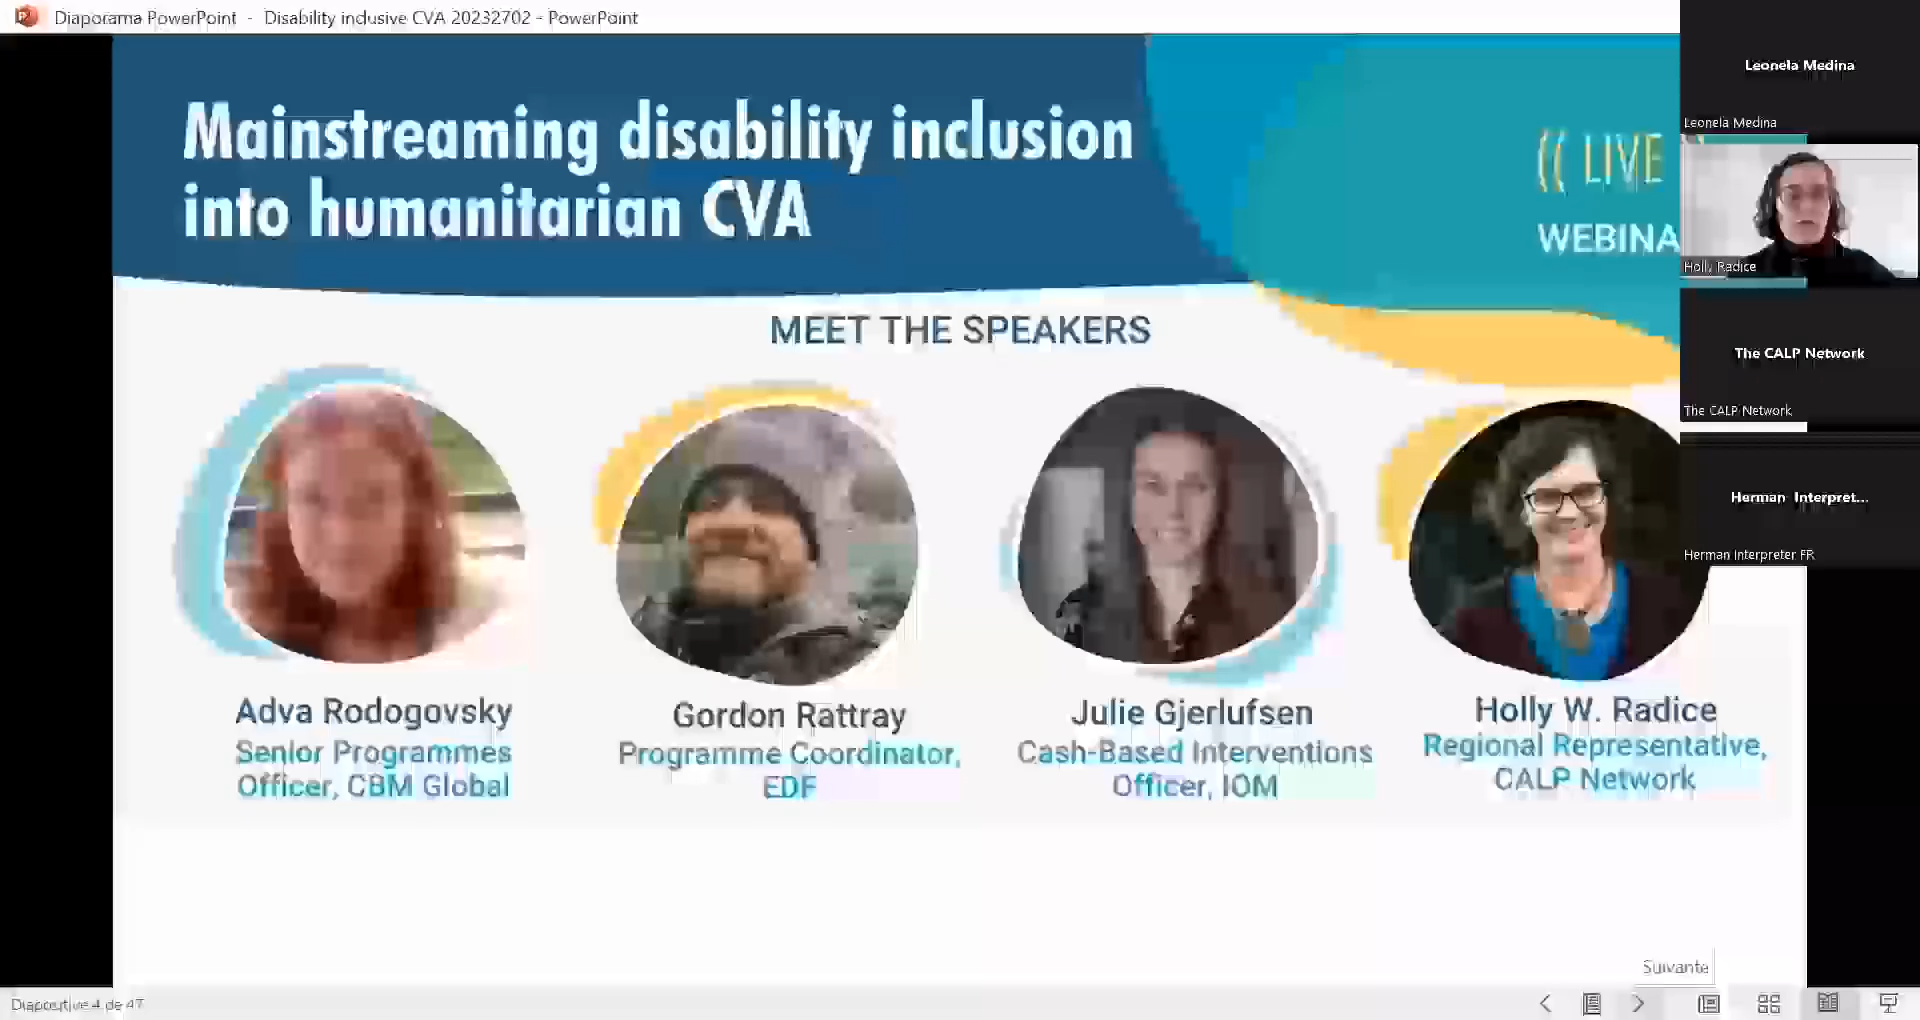 Diaporama PowerPoint - Disability inclusive CVA 20232702 - PowerPoint
Mainstreaming disability inclusion
into humanitarian CVA
(( LIVE
WEBINA
MEET THE SPEAKERS
Adva Rodogovsky
Senior Programmes
Officer, CBM Global
Gordon Rattray
Programme Coordinator,
EDF
Julie Gjerlufsen
Cash-Based Interventions
Officer, IOM
Holly W. Radice
Regional Representative,
CALP Network
Leonela Medina
Leonela Medina
Holly Radice
The CALP Network
The CALP Network
Herman Interpret...
Herman Interpreter FR
Suivante
Diapositive 4 de 47